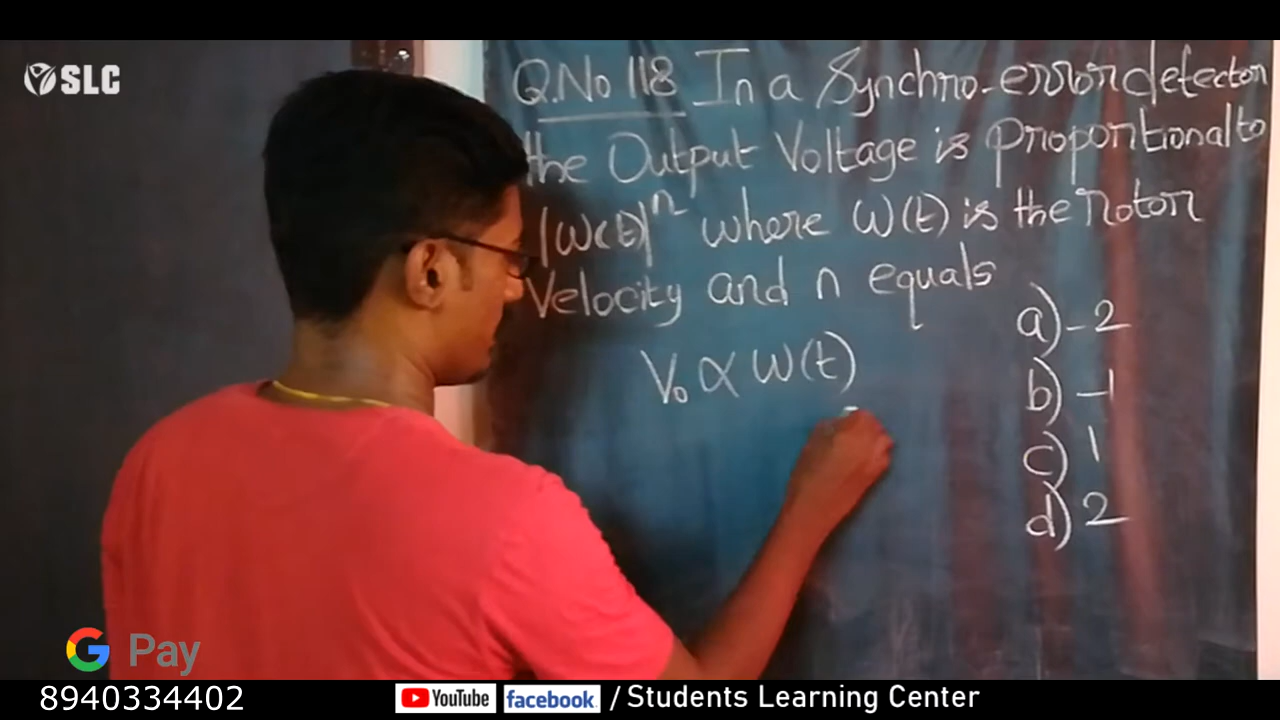 SLC
Q.No 118 In a Synchro-error detector
the Output Voltage is Proportional to
|W(t)|ⁿ where W(t) is the rotor
Velocity and n equals
a) -2
V₀ ∝ W(t)
b) -1
c) 1
d) 2
G Pay
8940334402 YouTube facebook. / Students Learning Center